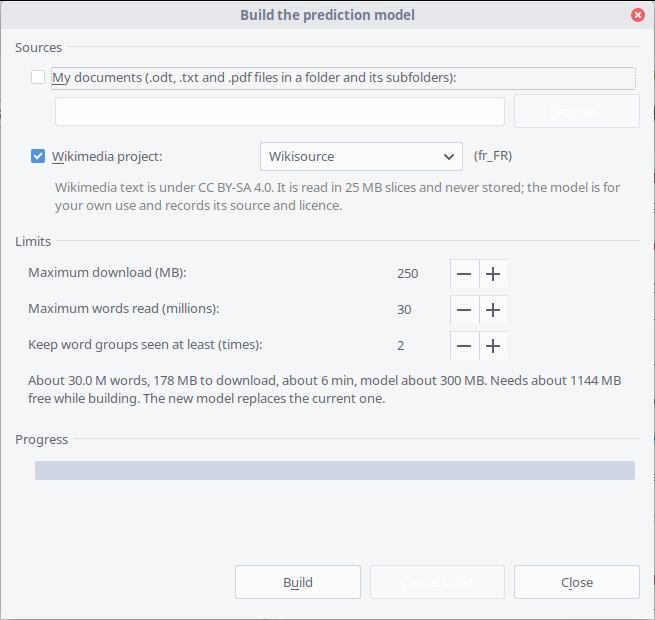 Build the prediction model
Sources
My documents (.odt, .txt and .pdf files in a folder and its subfolders):
Wikimedia project:
Wikisource
(fr_FR)
Wikimedia text is under CC BY-SA 4.0. It is read in 25 MB slices and never stored; the model is for
your own use and records its source and licence.
Limits
Maximum download (MB):
250
Maximum words read (millions):
30
Keep word groups seen at least (times):
2
About 30.0 M words, 178 MB to download, about 6 min, model about 300 MB. Needs about 1144 MB
free while building. The new model replaces the current one.
Progress
Build
Cancel build
Close